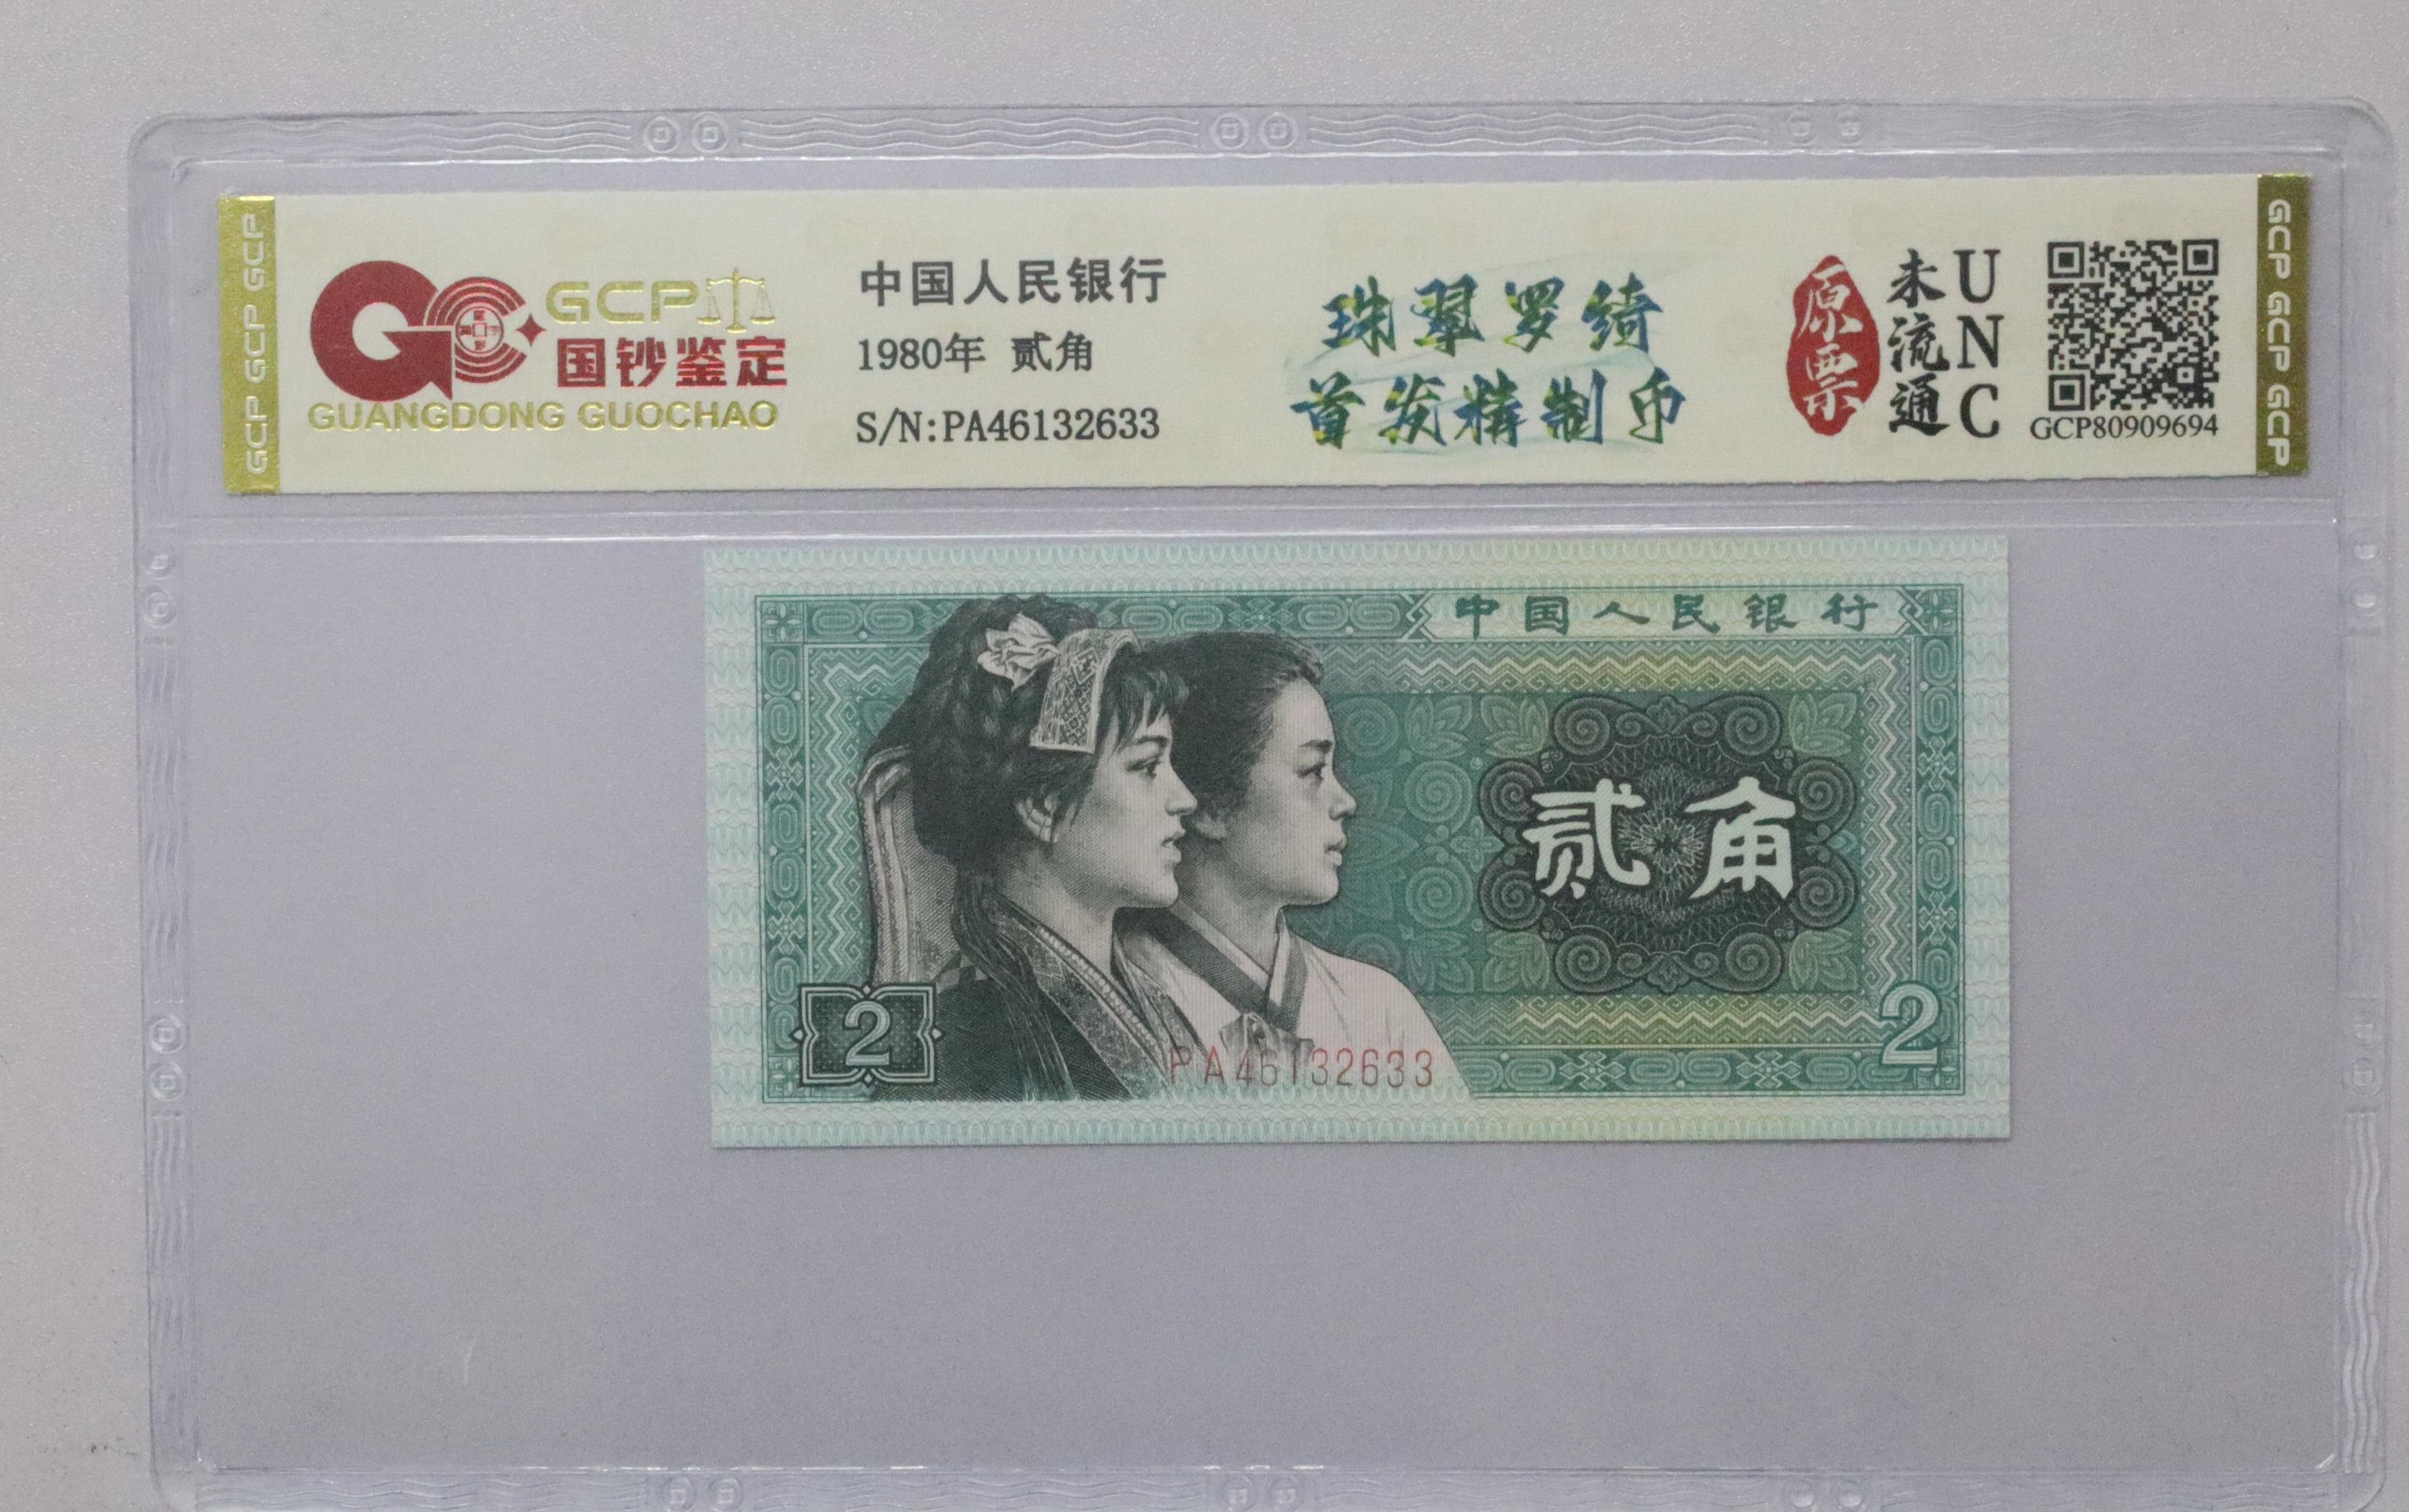 GCP GCP GCP
GCP
国钞鉴定
GUANGDONG GUOCHAO
中国人民银行
1980年 贰角
S/N:PA46132633
珠翠罗绮
首发精制币
原票
未流通
UNC
GCP80909694
GCP GCP GCP
中国人民银行
贰角
2
2
PA46132633